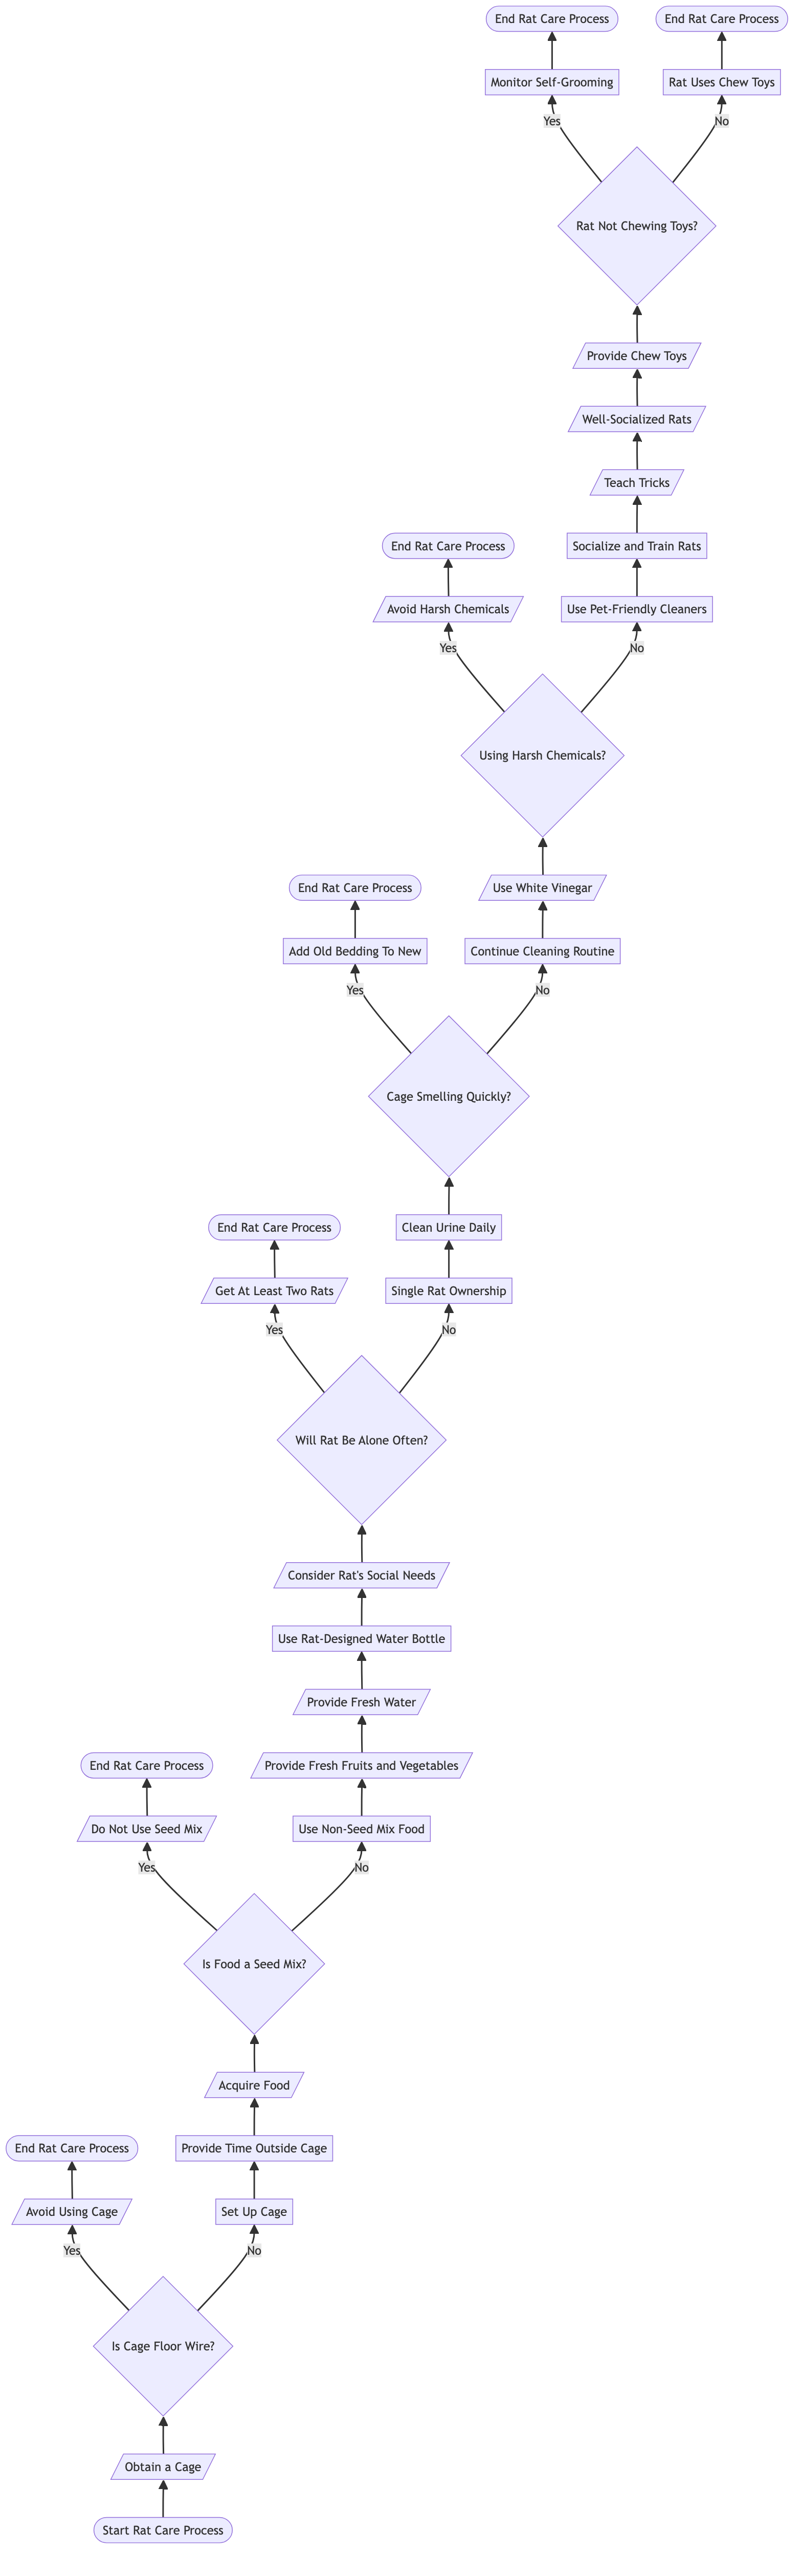 End Rat Care Process
End Rat Care Process
Monitor Self-Grooming
Rat Uses Chew Toys
Yes
No
Rat Not Chewing Toys?
Provide Chew Toys
Well-Socialized Rats
Teach Tricks
End Rat Care Process
Socialize and Train Rats
Avoid Harsh Chemicals
Use Pet-Friendly Cleaners
Yes
No
Using Harsh Chemicals?
End Rat Care Process
Use White Vinegar
Add Old Bedding To New
Continue Cleaning Routine
Yes
No
Cage Smelling Quickly?
End Rat Care Process
Clean Urine Daily
Get At Least Two Rats
Single Rat Ownership
Yes
No
Will Rat Be Alone Often?
Consider Rat's Social Needs
Use Rat-Designed Water Bottle
Provide Fresh Water
End Rat Care Process
Provide Fresh Fruits and Vegetables
Do Not Use Seed Mix
Use Non-Seed Mix Food
Yes
No
Is Food a Seed Mix?
Acquire Food
End Rat Care Process
Provide Time Outside Cage
Avoid Using Cage
Set Up Cage
Yes
No
Is Cage Floor Wire?
Obtain a Cage
Start Rat Care Process